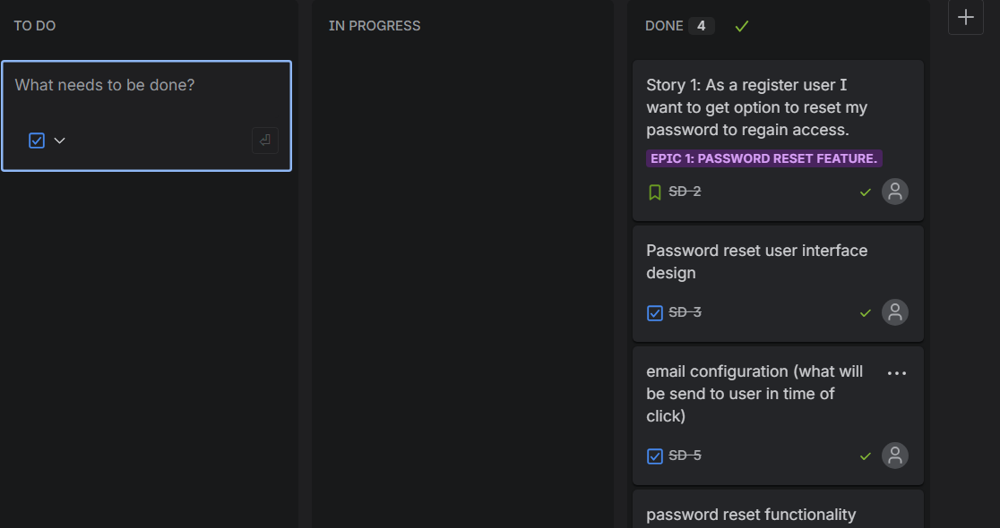 TO DO
What needs to be done?
IN PROGRESS
DONE 4
Story 1: As a register user I
want to get option to reset my
password to regain access.
EPIC 1: PASSWORD RESET FEATURE.
SD-2
Password reset user interface
design
SD-3
email configuration (what will
be send to user in time of
click)
SD-5
password reset functionality